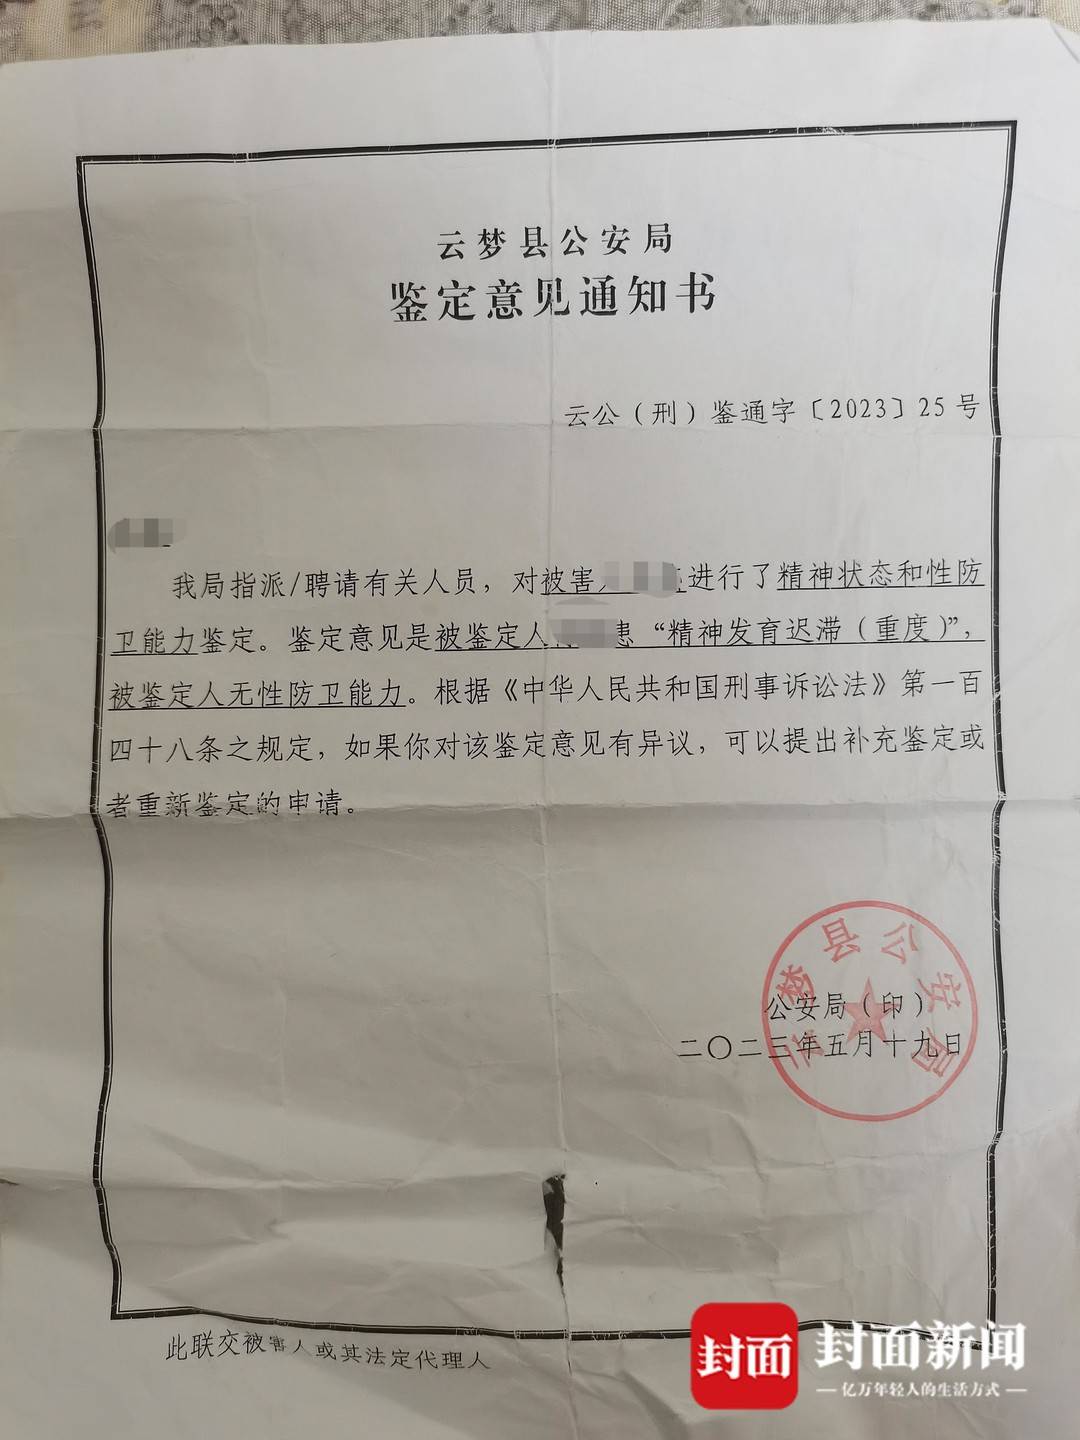 云梦县公安局
鉴定意见通知书
云公（刑）鉴通字〔2023〕25号
我局指派/聘请有关人员，对被害人进行了精神状态和性防
卫能力鉴定。鉴定意见是被鉴定人患“精神发育迟滞（重度）”，
被鉴定人无性防卫能力。根据《中华人民共和国刑事诉讼法》第一百
四十八条之规定，如果你对该鉴定意见有异议，可以提出补充鉴定或
者重新鉴定的申请。
云梦县公安局
公安局（印）
二〇二三年五月十九日
此联交被害人或其法定代理人
封面
封面新闻
亿万年轻人的生活方式